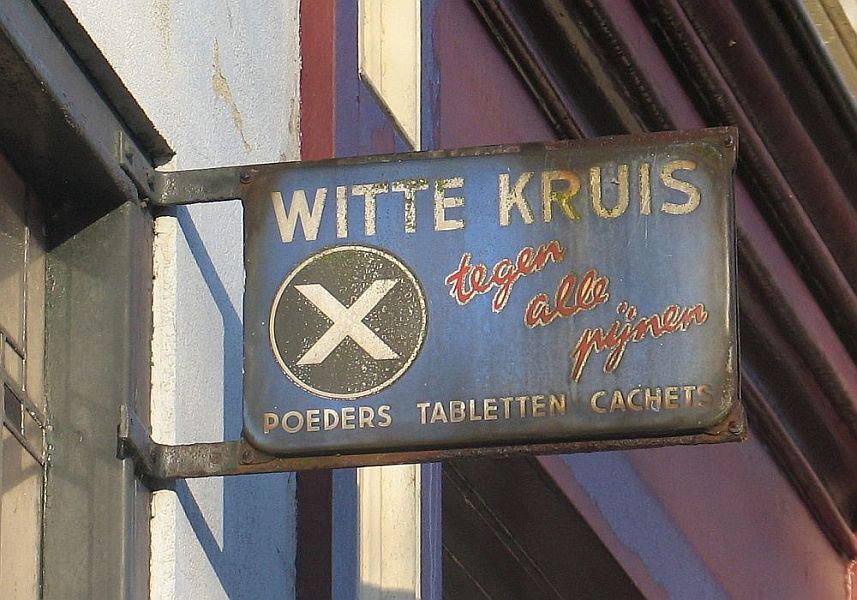 WITTE KRUIS
tegen
alle
pijnen
POEDERS TABLETTEN CACHETS